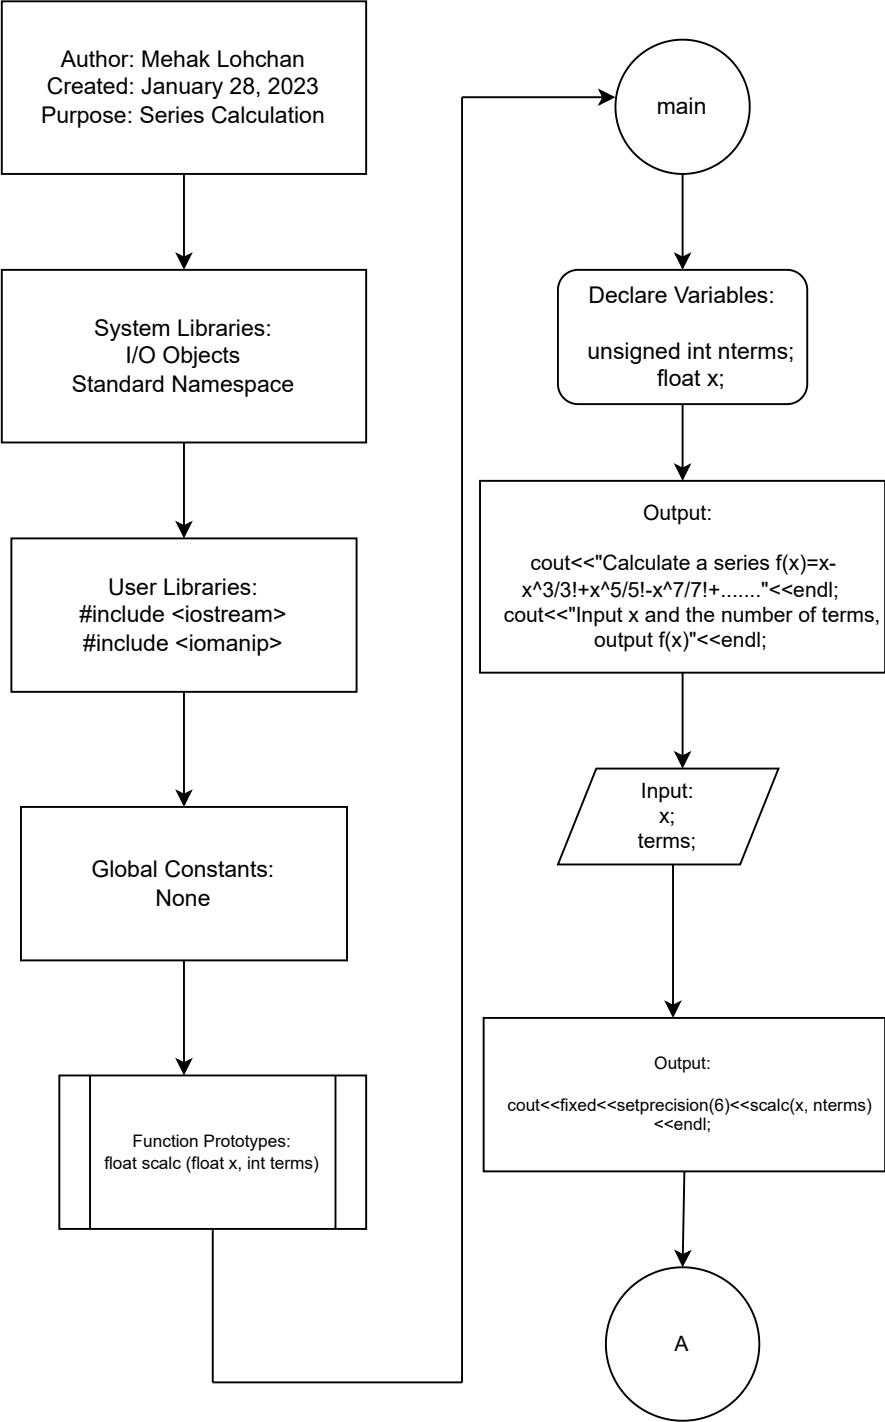 Author: Mehak Lohchan
Created: January 28, 2023
Purpose: Series Calculation
System Libraries:
I/O Objects
Standard Namespace
User Libraries:
#include <iostream>
#include <iomanip>
Global Constants:
None
Function Prototypes:
float scalc (float x, int terms)
main
Declare Variables:
unsigned int nterms;
float x;
Output:
cout<<"Calculate a series f(x)=x-
x^3/3!+x^5/5!-x^7/7!+......."<<endl;
cout<<"Input x and the number of terms,
output f(x)"<<endl;
Input:
x;
terms;
Output:
cout<<fixed<<setprecision(6)<<scalc(x, nterms)
<<endl;
A